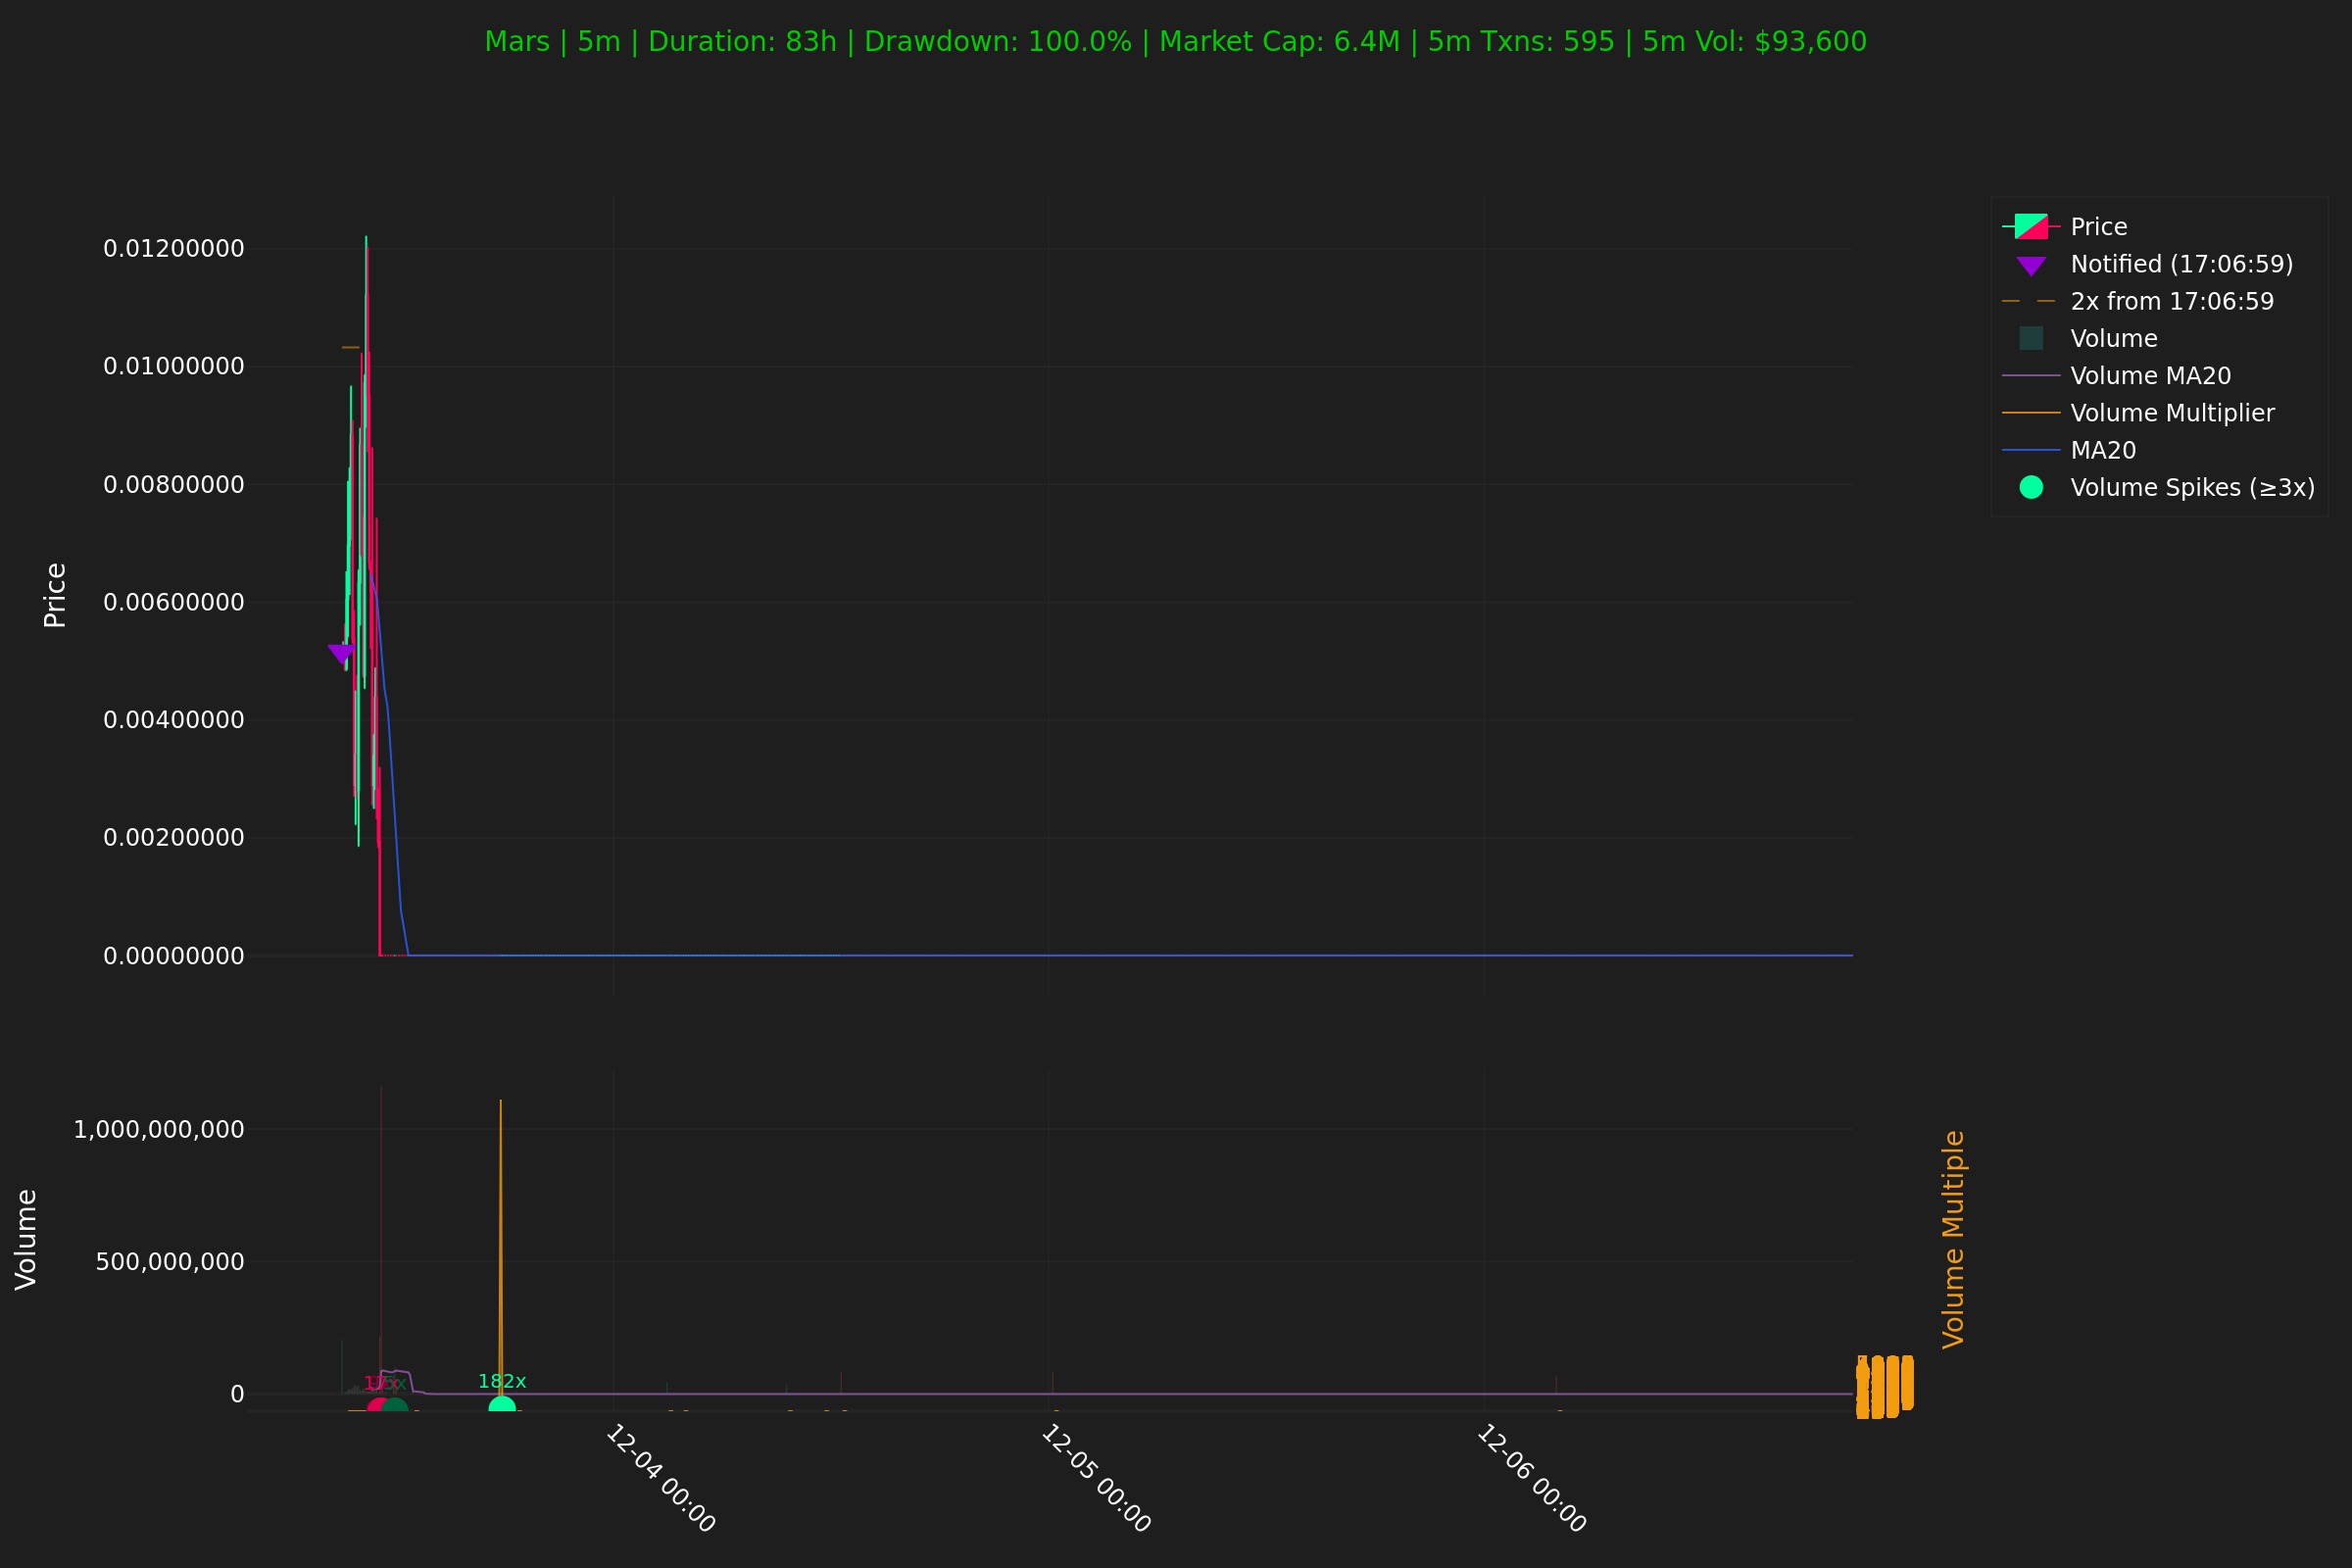 Mars | 5m | Duration: 83h | Drawdown: 100.0% | Market Cap: 6.4M | 5m Txns: 595 | 5m Vol: $93,600
Price
0.01200000
0.01000000
0.00800000
0.00600000
0.00400000
0.00200000
0.00000000
Price
Notified (17:06:59)
2x from 17:06:59
Volume
Volume MA20
Volume Multiplier
MA20
Volume Spikes (≥3x)
Volume
1,000,000,000
500,000,000
0
182x
Volume Multiple
12-04 00:00
12-05 00:00
12-06 00:00